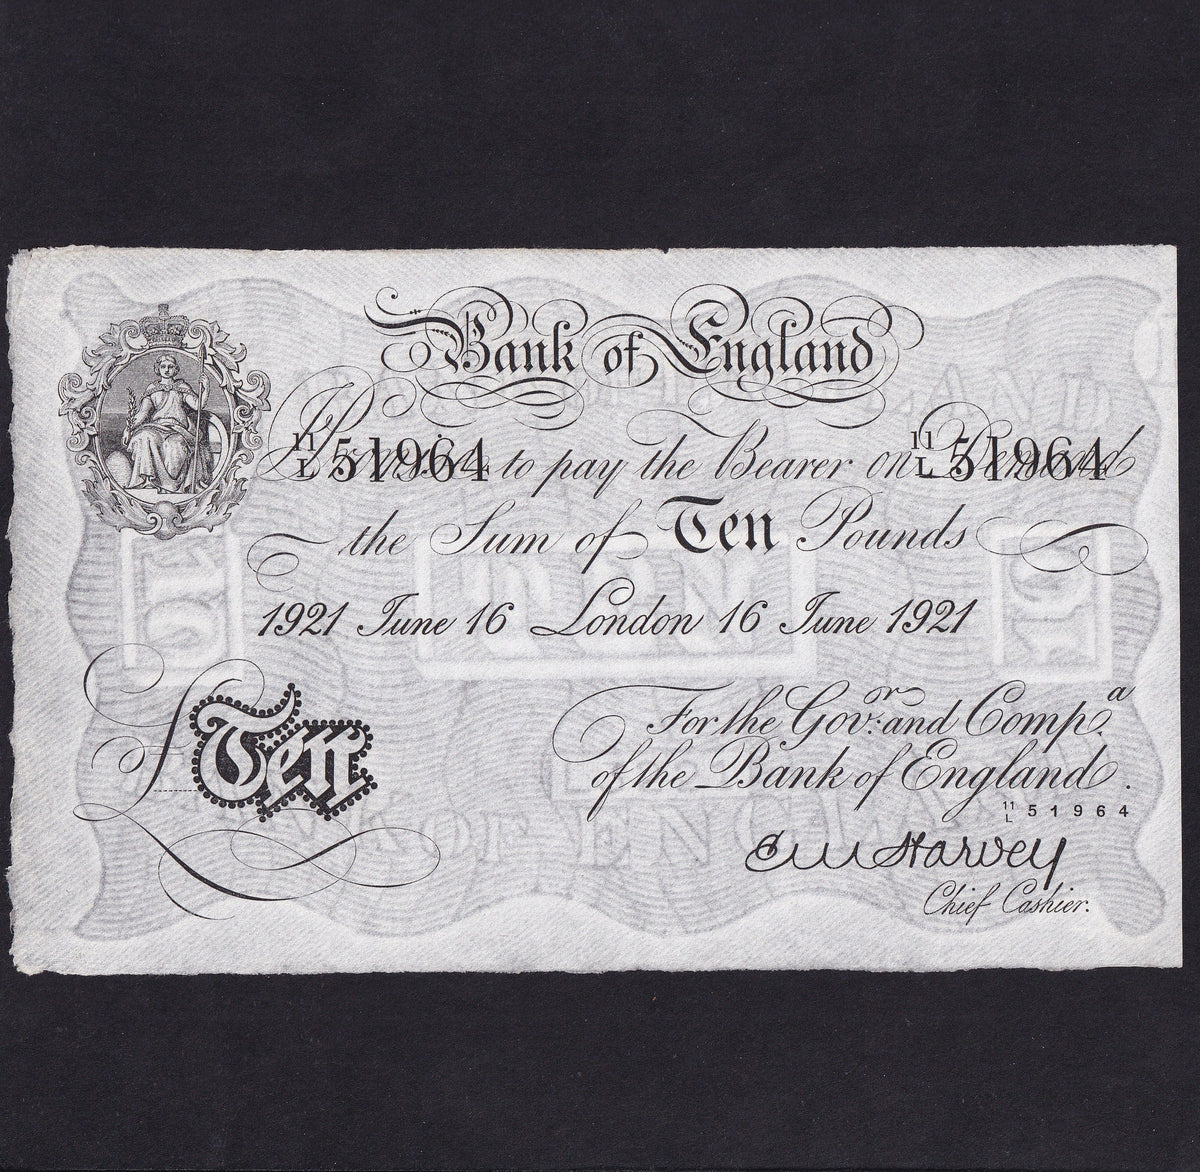 Bank of England
11/L 51964 I Promise to pay the Bearer on Demand 11/L 51964
the Sum of Ten Pounds
1921 June 16 London 16 June 1921
For the Govr. and Compa.
of the Bank of England.
£ Ten
11/L 51964
Chief Cashier.
C M Harvey